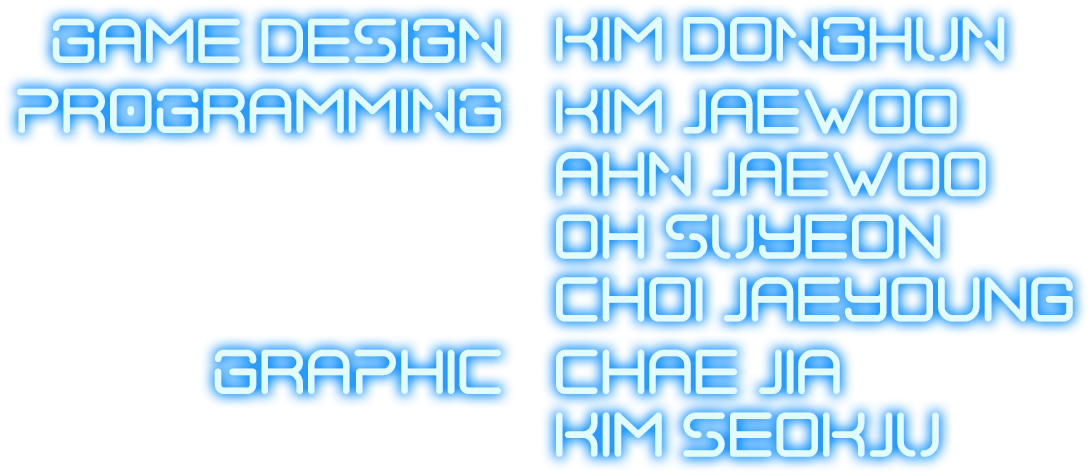 GAME DESIGN KIM DONGHUN
PROGRAMMING KIM JAEWOO
AHN JAEWOO
OH SUYEON
CHOI JAEYOUNG
GRAPHIC CHAE JIA
KIM SEOKJU